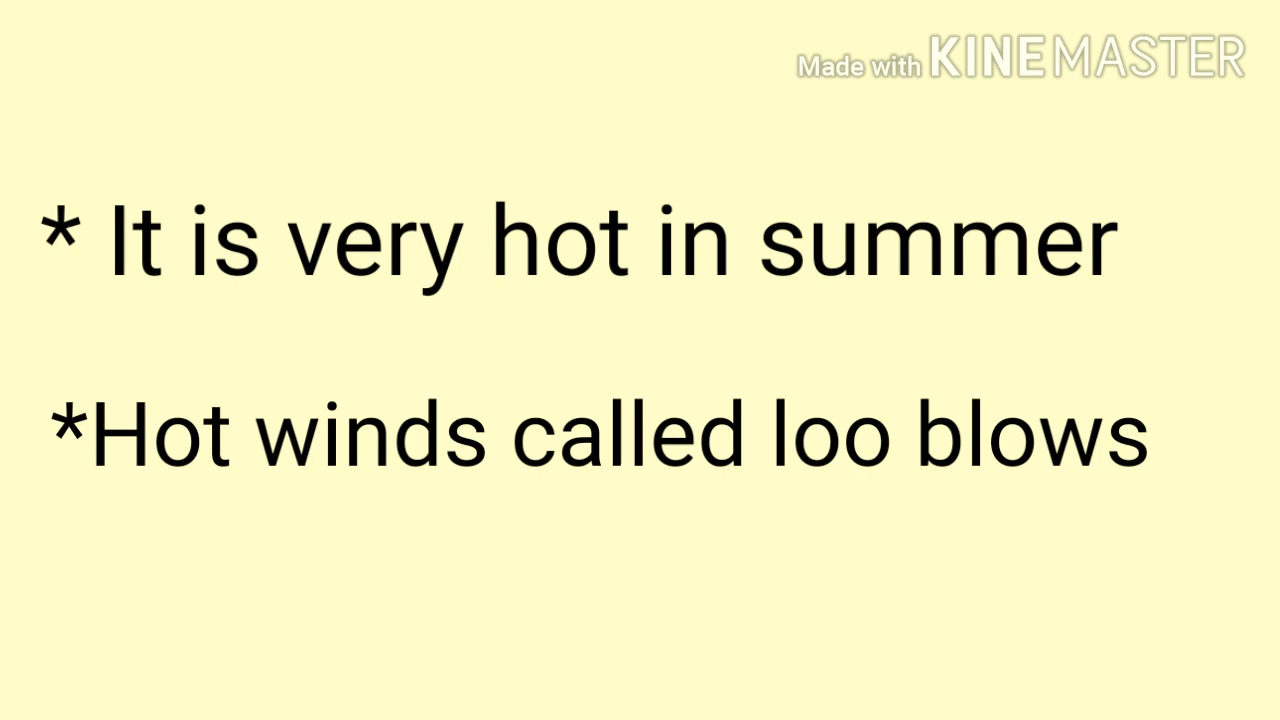 Made with KINEMASTER
* It is very hot in summer
*Hot winds called loo blows